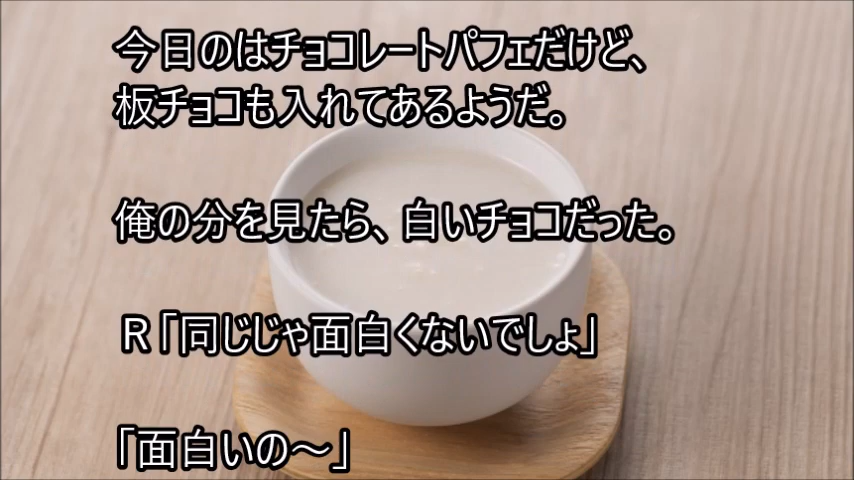 今日のはチョコレートパフェだけど、
板チョコも入れてあるようだ。
俺の分を見たら、白いチョコだった。
Ｒ「同じじゃ面白くないでしょ」
「面白いの～」